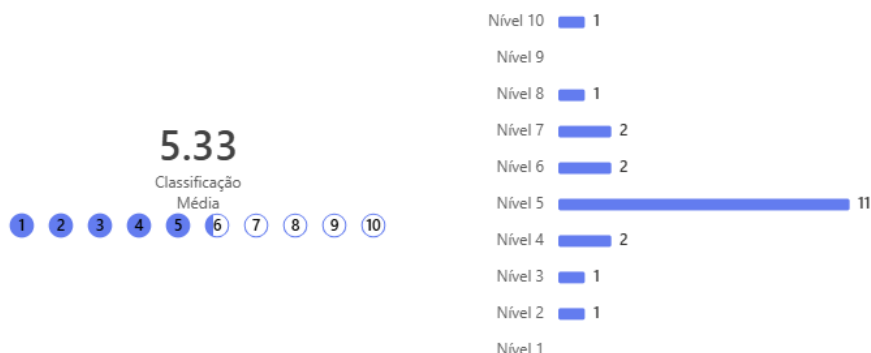 5.33
Classificação
Média
1 2 3 4 5 6 7 8 9 10
Nível 10 1
Nível 9
Nível 8 1
Nível 7 2
Nível 6 2
Nível 5 11
Nível 4 2
Nível 3 1
Nível 2 1
Nível 1